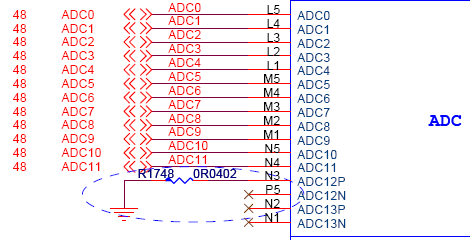 48 ADC0 ADC0 L5 ADC0
48 ADC1 ADC1 L4 ADC1
48 ADC2 ADC2 L3 ADC2
48 ADC3 ADC3 L2 ADC3
48 ADC4 ADC4 L1 ADC4
48 ADC5 ADC5 M5 ADC5
48 ADC6 ADC6 M4 ADC6
48 ADC7 ADC7 M3 ADC7
48 ADC8 ADC8 M2 ADC8 ADC
48 ADC9 ADC9 M1 ADC9
48 ADC10 ADC10 N5 ADC10
48 ADC11 ADC11 N4 ADC11
R1748 0R0402 N3 ADC12P
P5 ADC12N
N2 ADC13P
N1 ADC13N